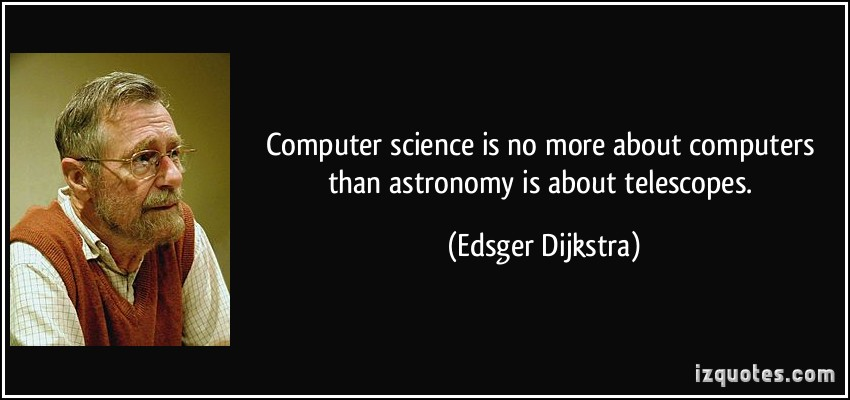 Computer science is no more about computers
than astronomy is about telescopes.
(Edsger Dijkstra)
izquotes.com